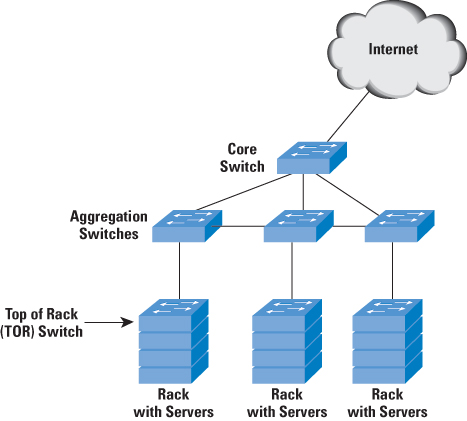 Internet
Core
Switch
Aggregation
Switches
Top of Rack
(TOR) Switch
Rack
with Servers
Rack
with Servers
Rack
with Servers